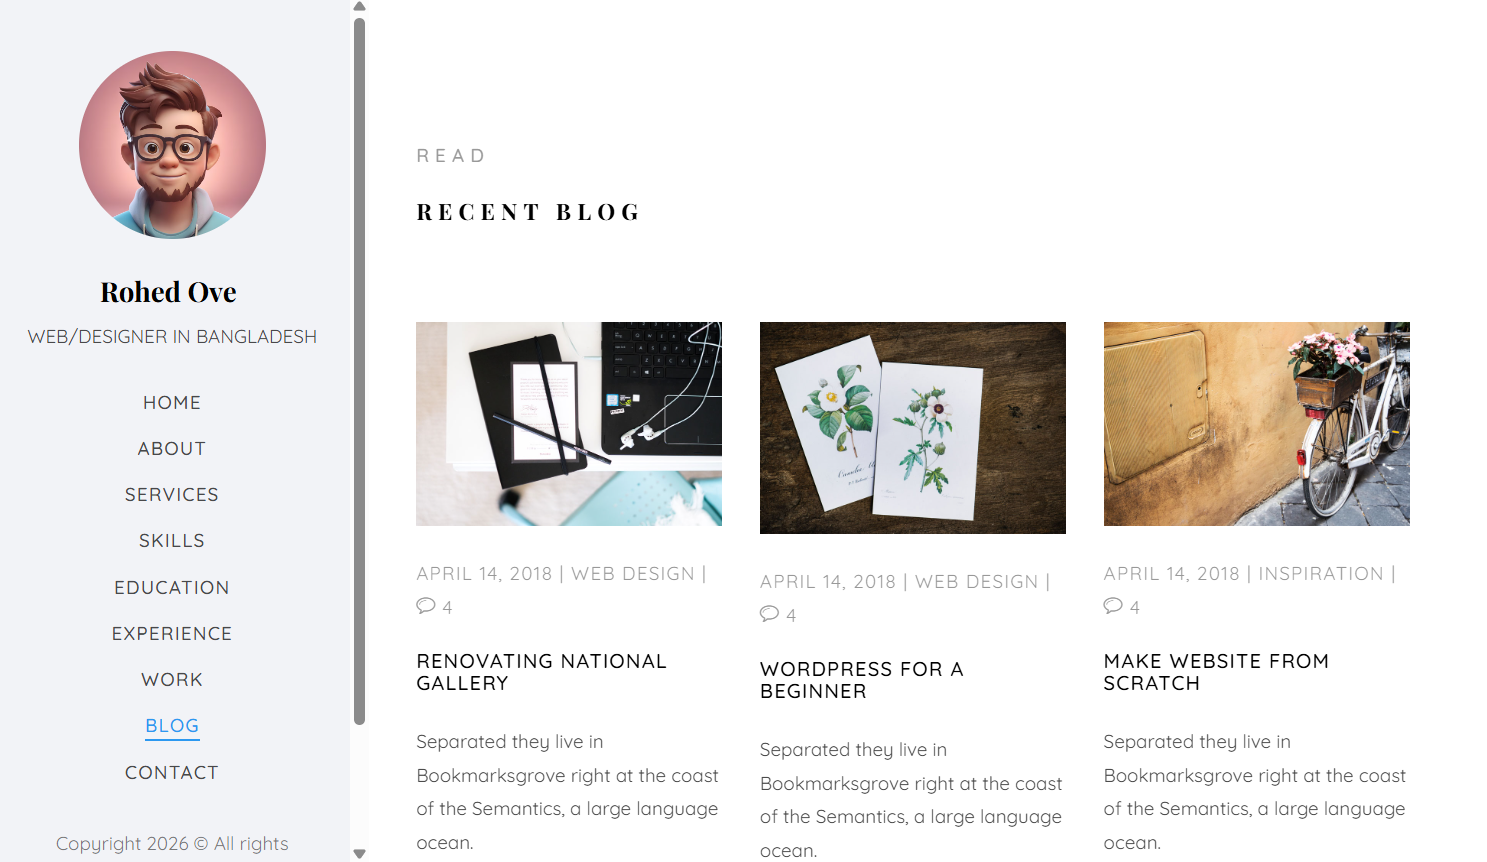 Rohed Ove
WEB/DESIGNER IN BANGLADESH
HOME
ABOUT
SERVICES
SKILLS
EDUCATION
EXPERIENCE
WORK
BLOG
CONTACT
Copyright 2026 © All rights
READ
RECENT BLOG
APRIL 14, 2018 | WEB DESIGN |
4
RENOVATING NATIONAL
GALLERY
Separated they live in
Bookmarksgrove right at the coast
of the Semantics, a large language
ocean.
APRIL 14, 2018 | WEB DESIGN |
4
WORDPRESS FOR A
BEGINNER
Separated they live in
Bookmarksgrove right at the coast
of the Semantics, a large language
ocean.
APRIL 14, 2018 | INSPIRATION |
4
MAKE WEBSITE FROM
SCRATCH
Separated they live in
Bookmarksgrove right at the coast
of the Semantics, a large language
ocean.